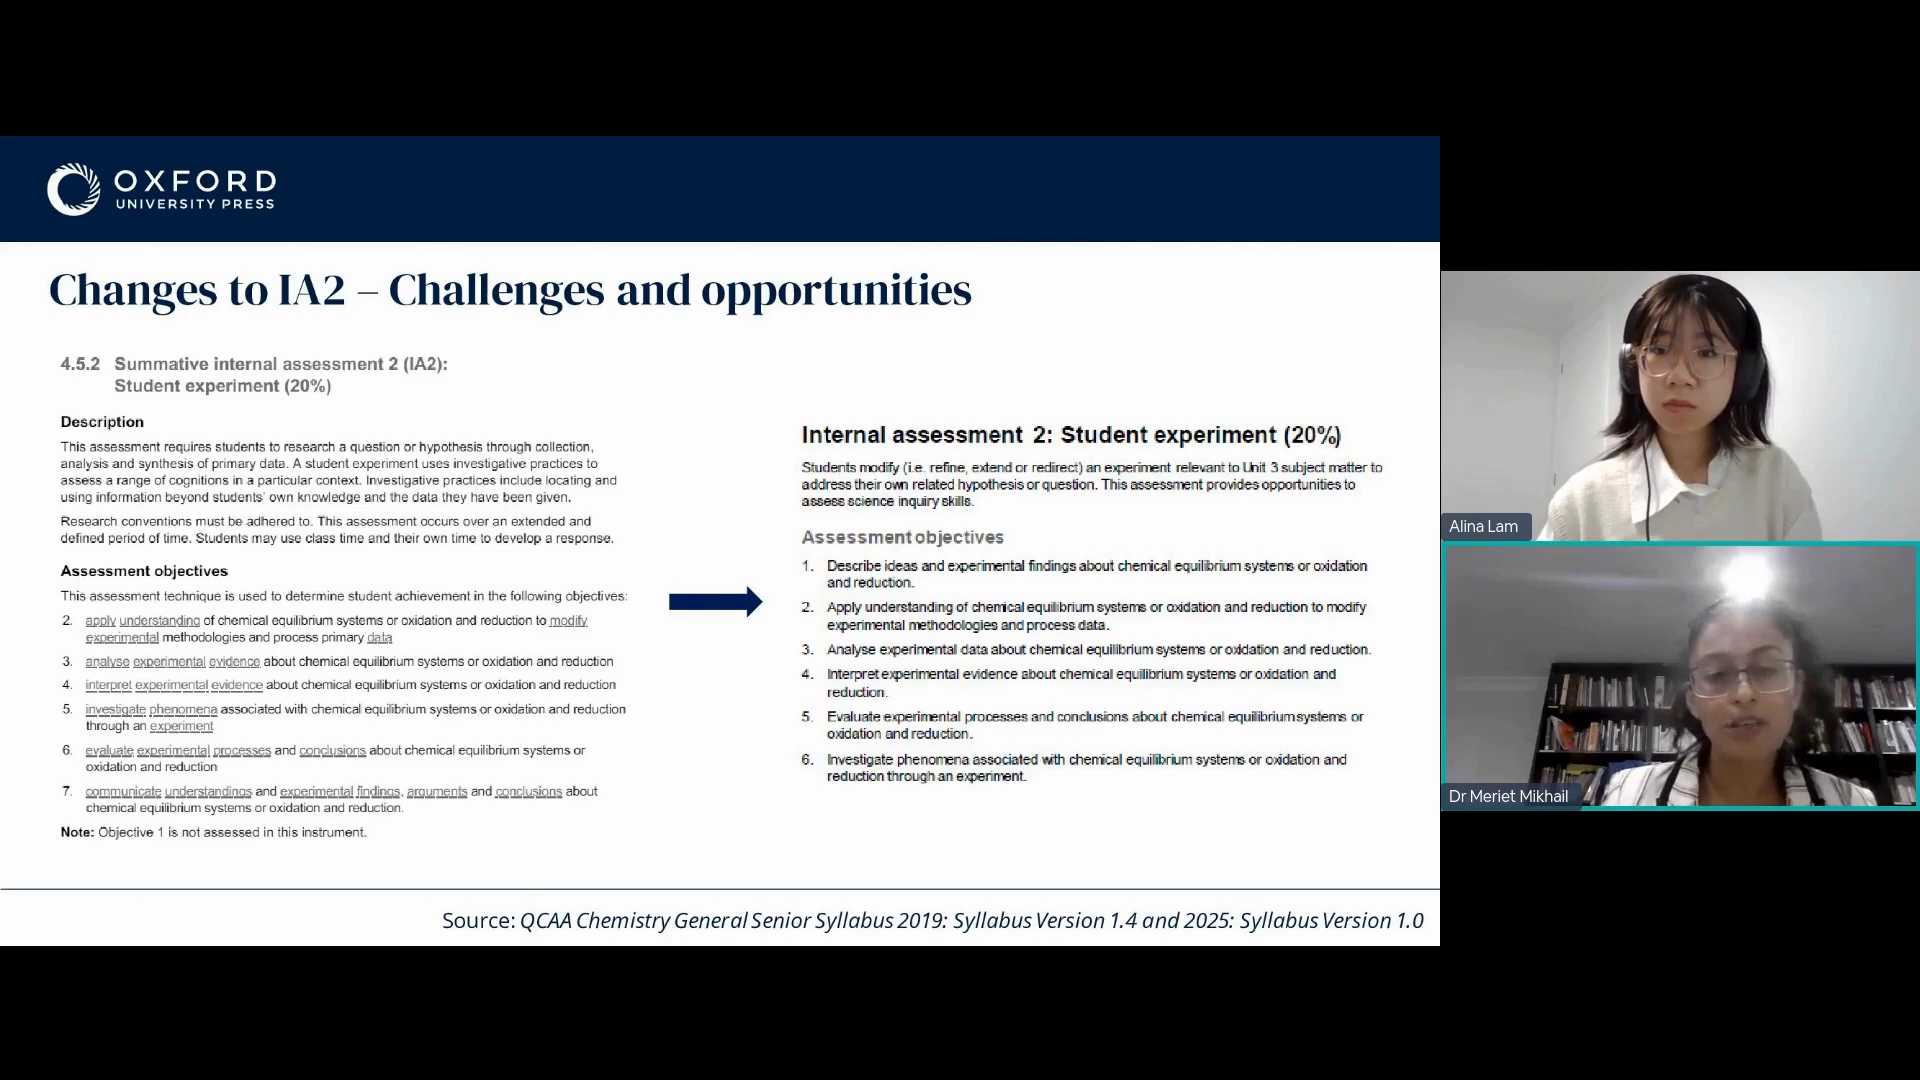 OXFORD
UNIVERSITY PRESS
Changes to IA2 – Challenges and opportunities
4.5.2 Summative internal assessment 2 (IA2):
Student experiment (20%)
Description
This assessment requires students to research a question or hypothesis through collection,
analysis and synthesis of primary data. A student experiment uses investigative practices to
assess a range of cognitions in a particular context. Investigative practices include locating and
using information beyond students' own knowledge and the data they have been given.
Research conventions must be adhered to. This assessment occurs over an extended and
defined period of time. Students may use class time and their own time to develop a response.
Assessment objectives
This assessment technique is used to determine student achievement in the following objectives:
2. apply understanding of chemical equilibrium systems or oxidation and reduction to modify
experimental methodologies and process primary data
3. analyse experimental evidence about chemical equilibrium systems or oxidation and reduction
4. interpret experimental evidence about chemical equilibrium systems or oxidation and reduction
5. investigate phenomena associated with chemical equilibrium systems or oxidation and reduction
through an experiment
6. evaluate experimental processes and conclusions about chemical equilibrium systems or
oxidation and reduction
7. communicate understandings and experimental findings, arguments and conclusions about
chemical equilibrium systems or oxidation and reduction.
Note: Objective 1 is not assessed in this instrument.
Internal assessment 2: Student experiment (20%)
Students modify (i.e. refine, extend or redirect) an experiment relevant to Unit 3 subject matter to
address their own related hypothesis or question. This assessment provides opportunities to
assess science inquiry skills.
Assessment objectives
1. Describe ideas and experimental findings about chemical equilibrium systems or oxidation
and reduction.
2. Apply understanding of chemical equilibrium systems or oxidation and reduction to modify
experimental methodologies and process data.
3. Analyse experimental data about chemical equilibrium systems or oxidation and reduction.
4. Interpret experimental evidence about chemical equilibrium systems or oxidation and
reduction.
5. Evaluate experimental processes and conclusions about chemical equilibrium systems or
oxidation and reduction.
6. Investigate phenomena associated with chemical equilibrium systems or oxidation and
reduction through an experiment.
Source: QCAA Chemistry General Senior Syllabus 2019: Syllabus Version 1.4 and 2025: Syllabus Version 1.0
Alina Lam
Dr Meriet Mikhail